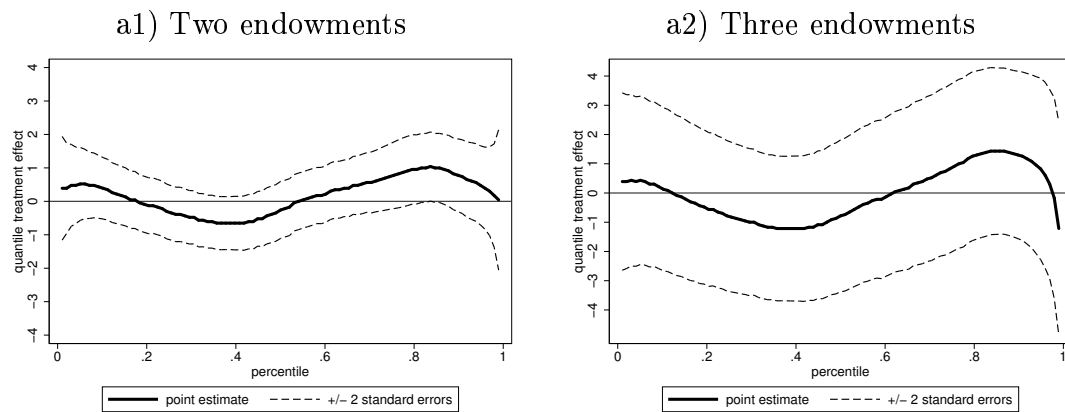 a1) Two endowments
quantile treatment effect
4
3
2
1
0
−1
−2
−3
−4
0 .2 .4 .6 .8 1
percentile
point estimate +/− 2 standard errors
a2) Three endowments
quantile treatment effect
4
3
2
1
0
−1
−2
−3
−4
0 .2 .4 .6 .8 1
percentile
point estimate +/− 2 standard errors